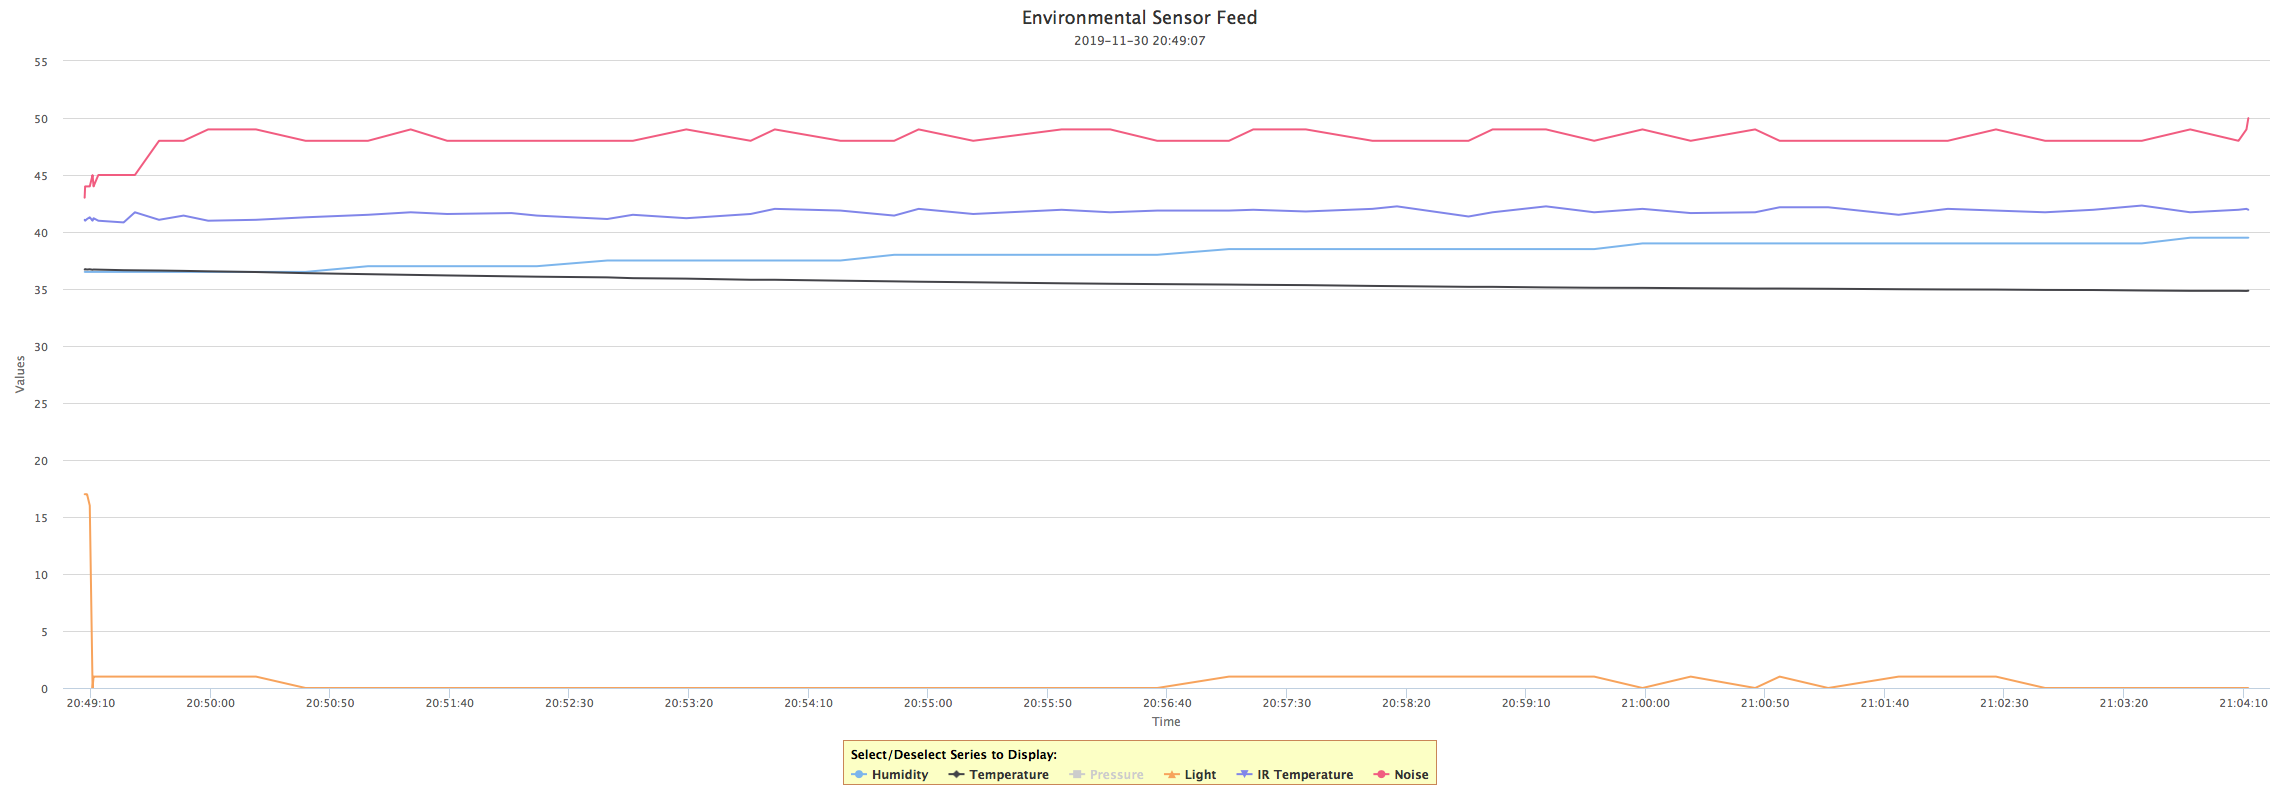 Environmental Sensor Feed
2019-11-30 20:49:07
55
50
45
40
35
30
25
20
15
10
5
0
Values
20:49:10 20:50:00 20:50:50 20:51:40 20:52:30 20:53:20 20:54:10 20:55:00 20:55:50 20:56:40 20:57:30 20:58:20 20:59:10 21:00:00 21:00:50 21:01:40 21:02:30 21:03:20 21:04:10
Time
Select/Deselect Series to Display:
Humidity Temperature Pressure Light IR Temperature Noise